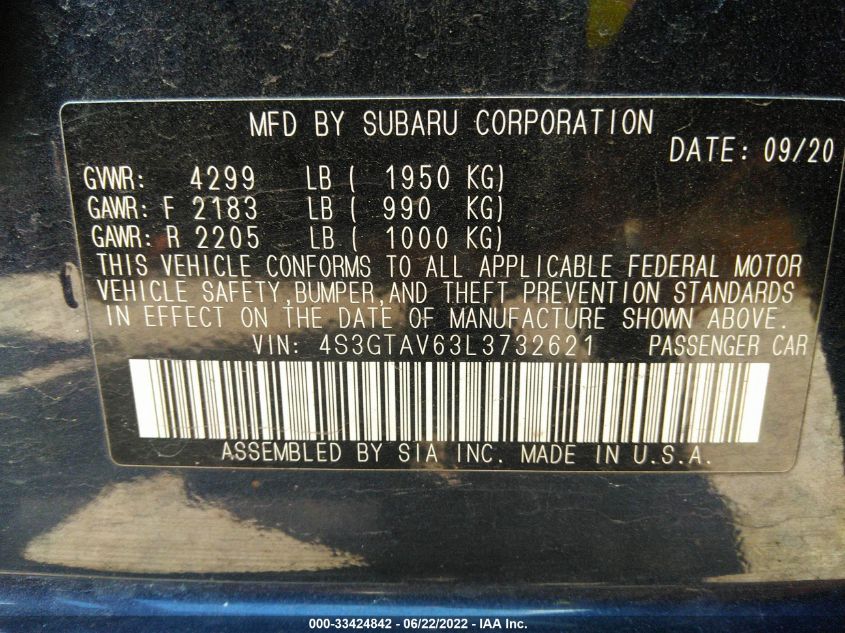 MFD BY SUBARU CORPORATION
DATE: 09/20
GVWR: 4299 LB ( 1950 KG)
GAWR: F 2183 LB ( 990 KG)
GAWR: R 2205 LB ( 1000 KG)
THIS VEHICLE CONFORMS TO ALL APPLICABLE FEDERAL MOTOR
VEHICLE SAFETY,BUMPER,AND THEFT PREVENTION STANDARDS
IN EFFECT ON THE DATE OF MANUFACTURE SHOWN ABOVE.
VIN: 4S3GTAV63L3732621 PASSENGER CAR
ASSEMBLED BY SIA INC. MADE IN U.S.A.
000-33424842 - 06/22/2022 - IAA Inc.